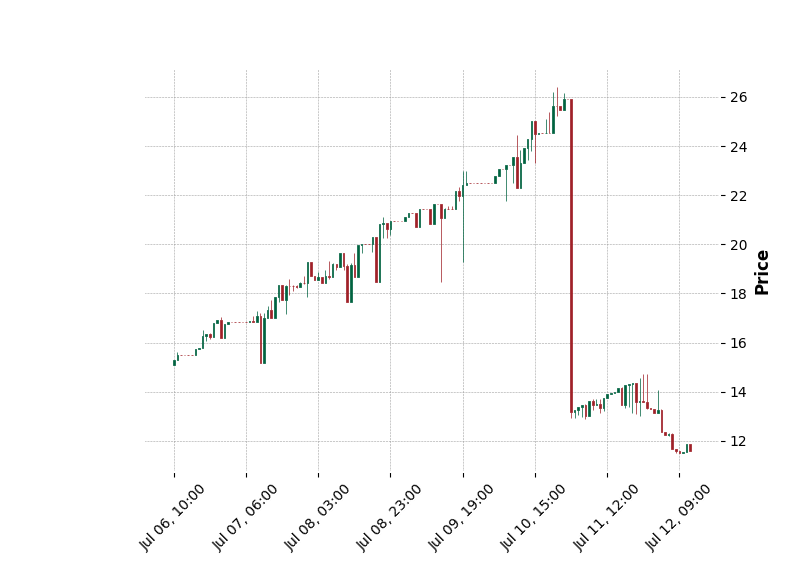 26
24
22
20
18
16
14
12
Price
Jul 06, 10:00
Jul 07, 06:00
Jul 08, 03:00
Jul 08, 23:00
Jul 09, 19:00
Jul 10, 15:00
Jul 11, 12:00
Jul 12, 09:00